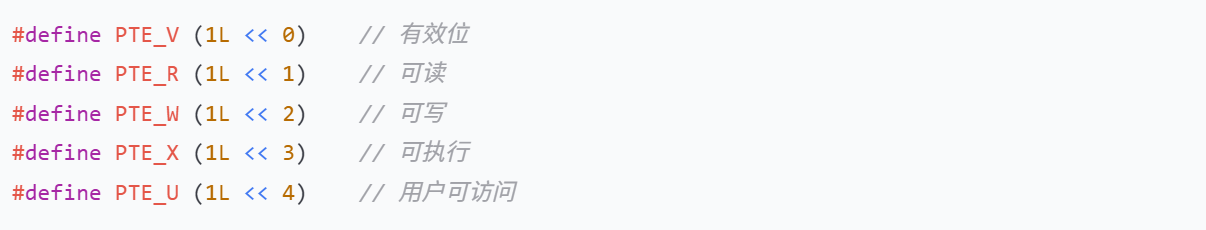 #define PTE_V (1L << 0)    // 有效位
#define PTE_R (1L << 1)    // 可读
#define PTE_W (1L << 2)    // 可写
#define PTE_X (1L << 3)    // 可执行
#define PTE_U (1L << 4)    // 用户可访问